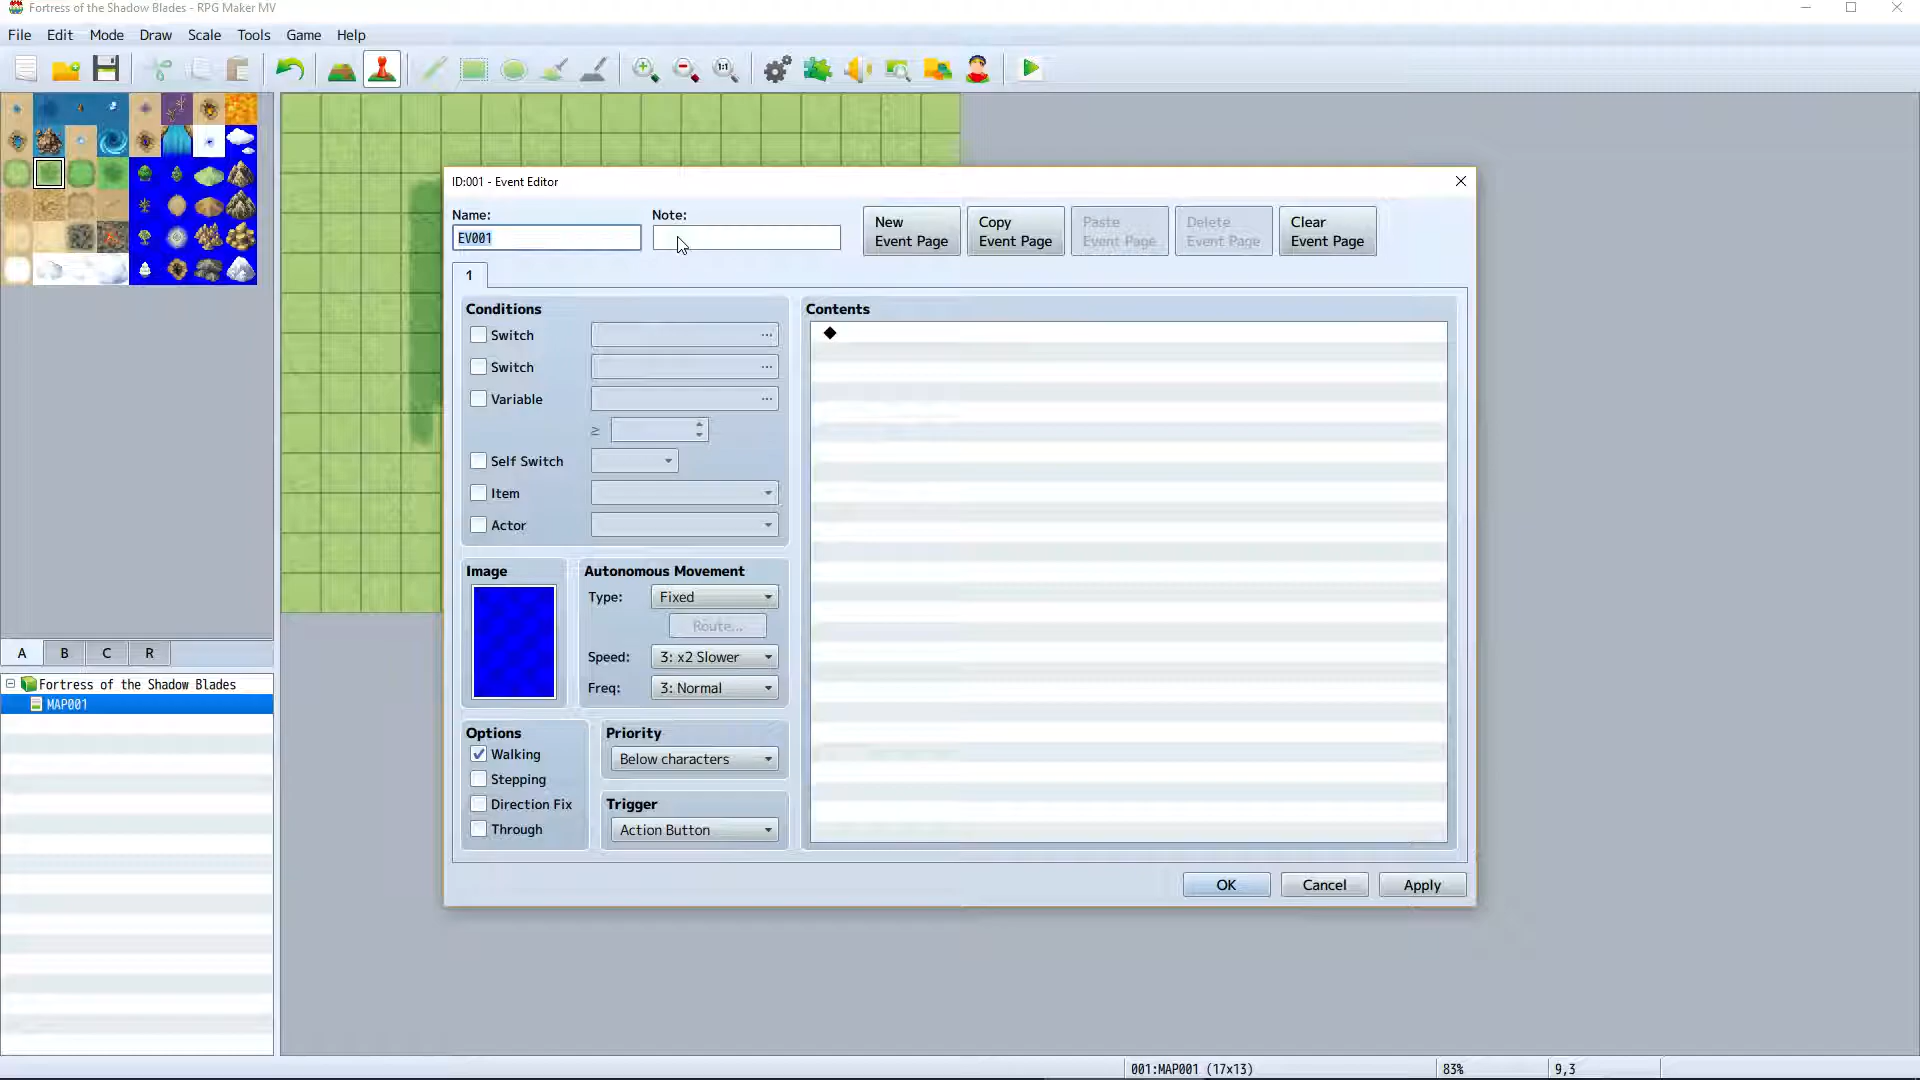 Fortress of the Shadow Blades - RPG Maker MV
File Edit Mode Draw Scale Tools Game Help
1:1
ID:001 - Event Editor
Name:
Note:
EV001
New
Event Page
Copy
Event Page
Paste
Event Page
Delete
Event Page
Clear
Event Page
1
Conditions
Switch ...
Switch ...
Variable ...
≥
Self Switch
Item
Actor
Image
Autonomous Movement
Type: Fixed
Route...
Speed: 3: x2 Slower
Freq: 3: Normal
Options
Walking
Stepping
Direction Fix
Through
Priority
Below characters
Trigger
Action Button
Contents
OK
Cancel
Apply
A B C R
Fortress of the Shadow Blades
MAP001
001:MAP001 (17x13)
83%
9,3